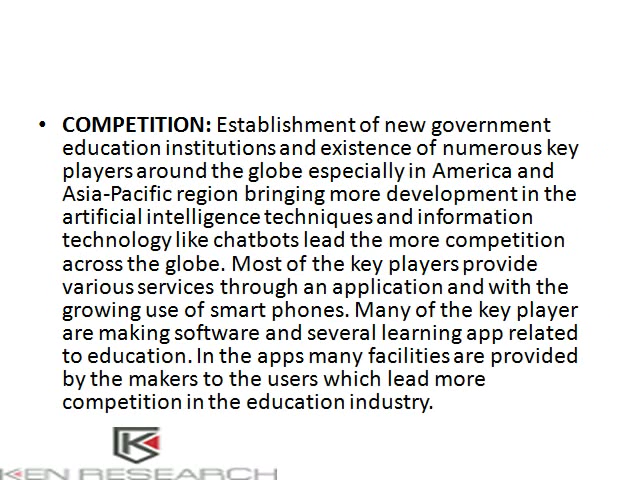 • COMPETITION: Establishment of new government
education institutions and existence of numerous key
players around the globe especially in America and
Asia-Pacific region bringing more development in the
artificial intelligence techniques and information
technology like chatbots lead the more competition
across the globe. Most of the key players provide
various services through an application and with the
growing use of smart phones. Many of the key player
are making software and several learning app related
to education. In the apps many facilities are provided
by the makers to the users which lead more
competition in the education industry.
KEN RESEARCH